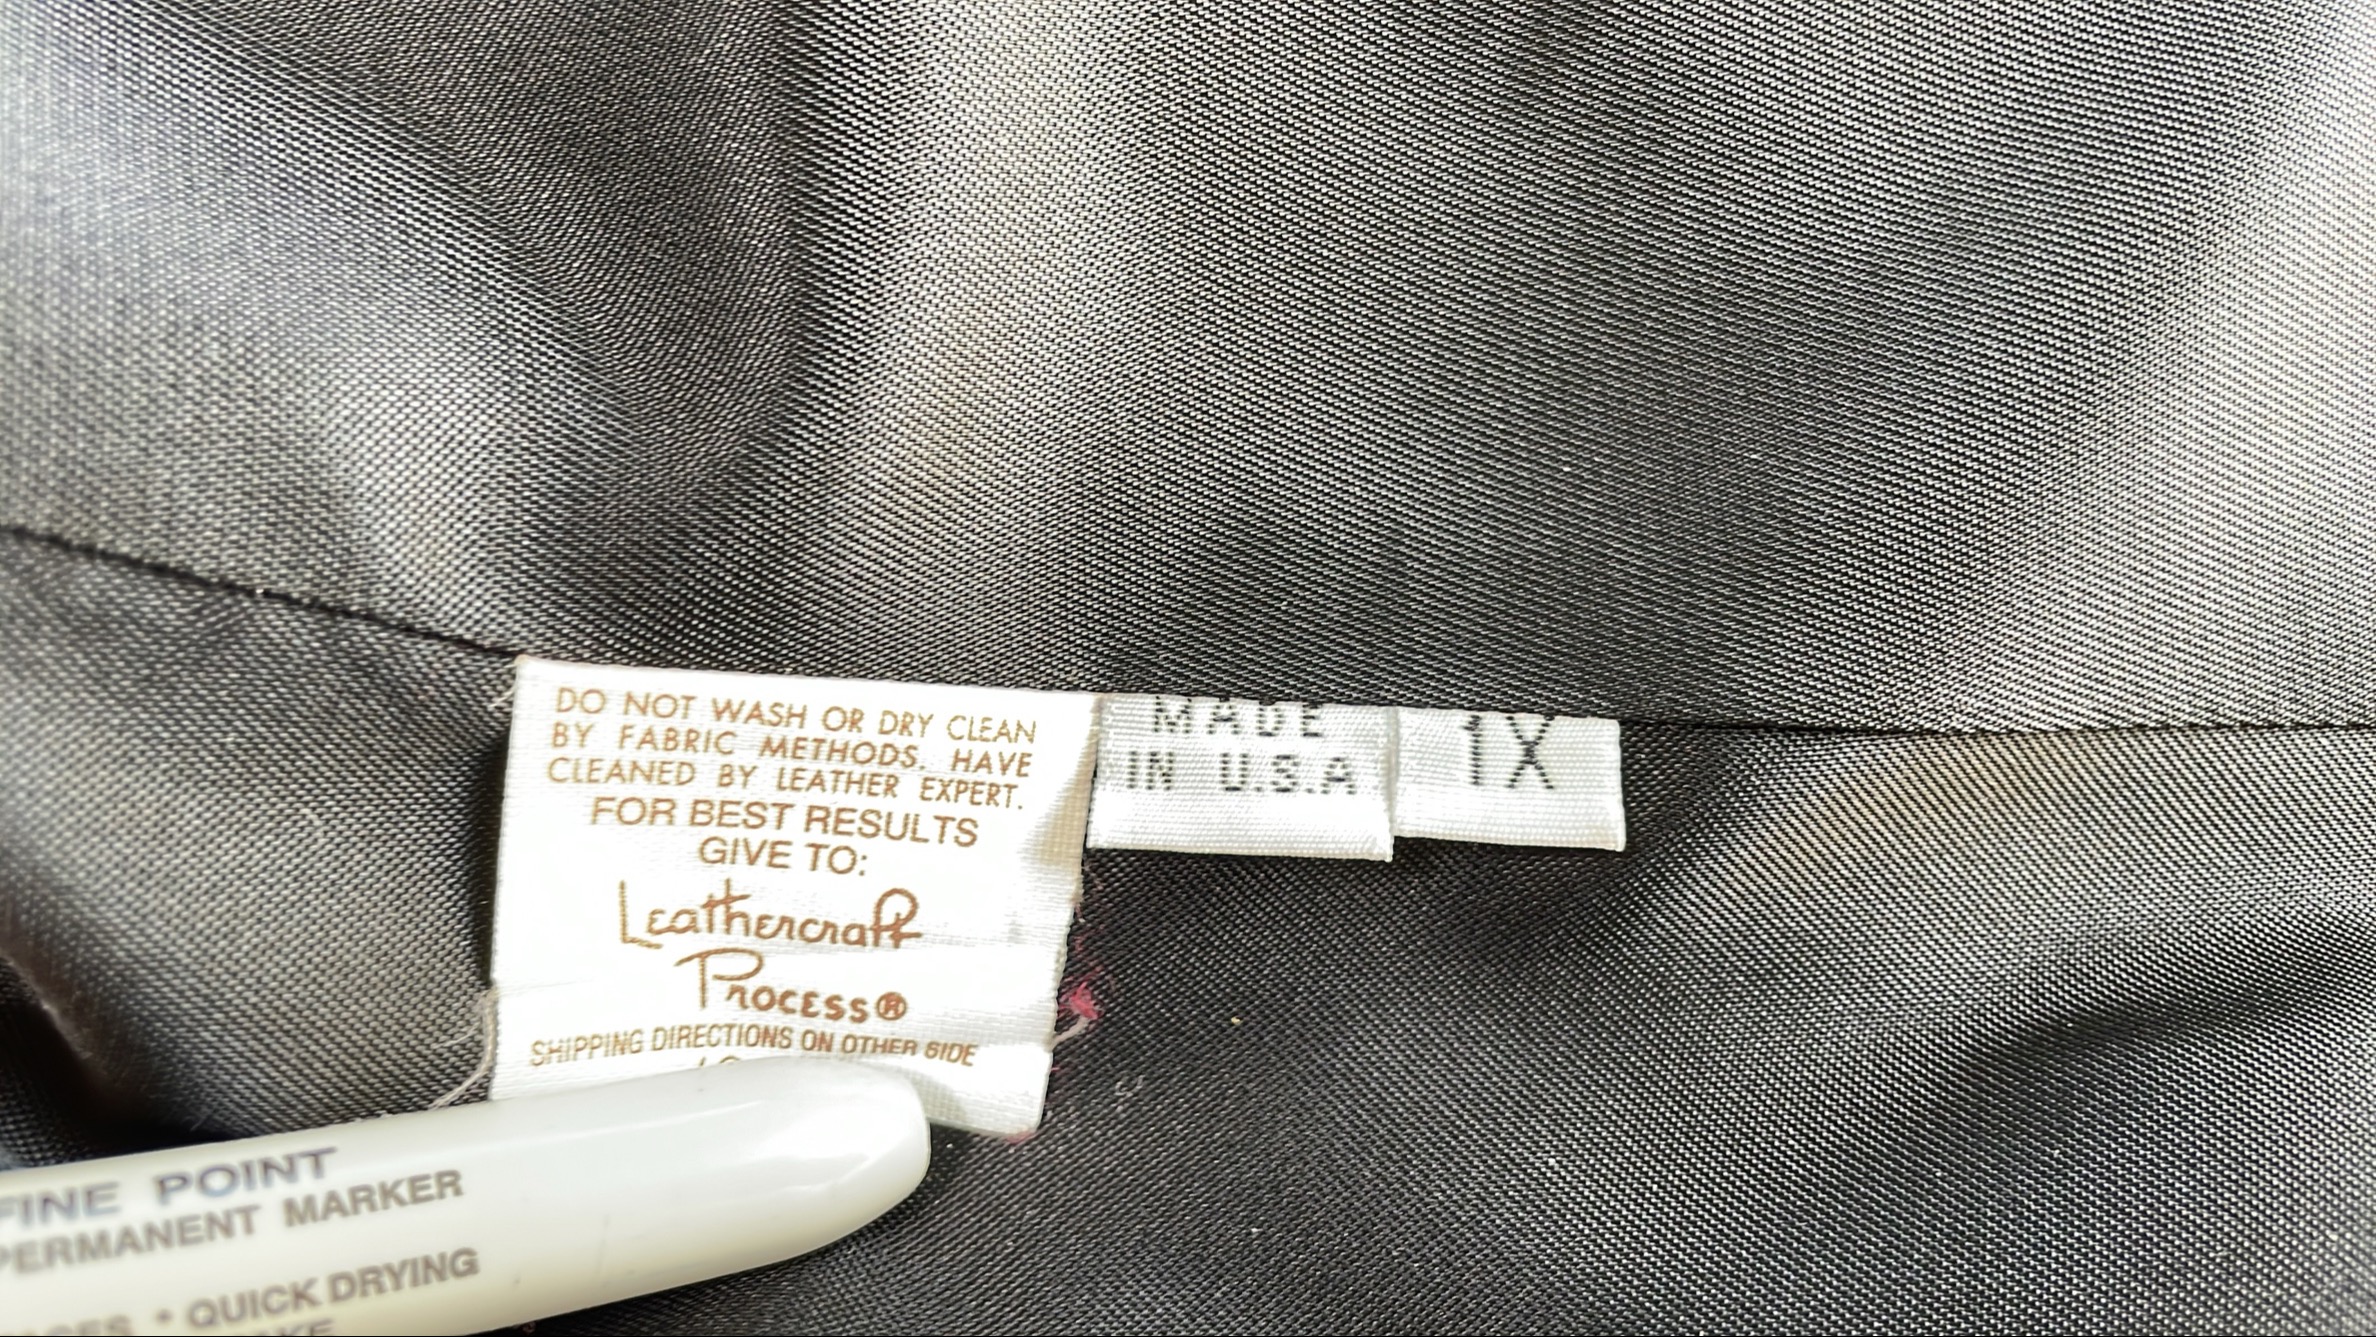 DO NOT WASH OR DRY CLEAN
BY FABRIC METHODS. HAVE
CLEANED BY LEATHER EXPERT.
FOR BEST RESULTS
GIVE TO:
Leathercraft
Process®
SHIPPING DIRECTIONS ON OTHER SIDE
MADE
IN U.S.A
1X
FINE POINT
PERMANENT MARKER
• QUICK DRYING